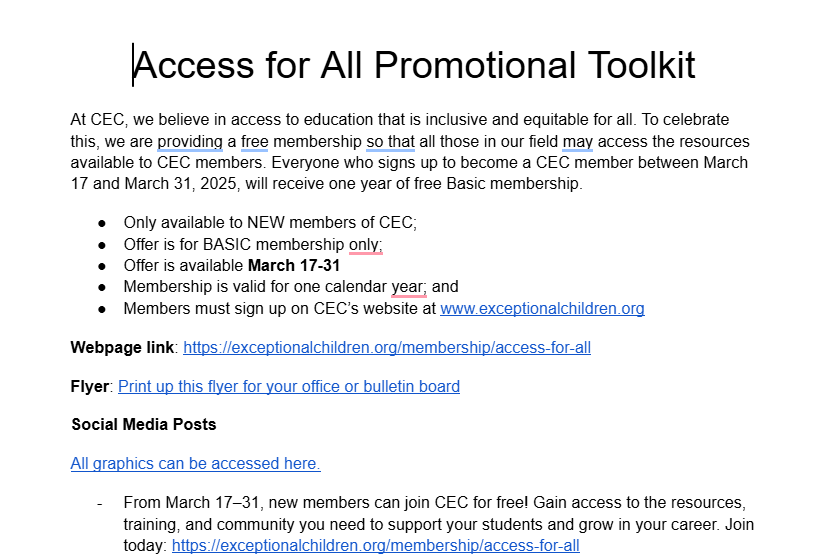 Access for All Promotional Toolkit
At CEC, we believe in access to education that is inclusive and equitable for all. To celebrate
this, we are providing a free membership so that all those in our field may access the resources
available to CEC members. Everyone who signs up to become a CEC member between March
17 and March 31, 2025, will receive one year of free Basic membership.
● Only available to NEW members of CEC;
● Offer is for BASIC membership only;
● Offer is available March 17-31
● Membership is valid for one calendar year; and
● Members must sign up on CEC’s website at www.exceptionalchildren.org
Webpage link: https://exceptionalchildren.org/membership/access-for-all
Flyer: Print up this flyer for your office or bulletin board
Social Media Posts
All graphics can be accessed here.
- From March 17–31, new members can join CEC for free! Gain access to the resources,
training, and community you need to support your students and grow in your career. Join
today: https://exceptionalchildren.org/membership/access-for-all